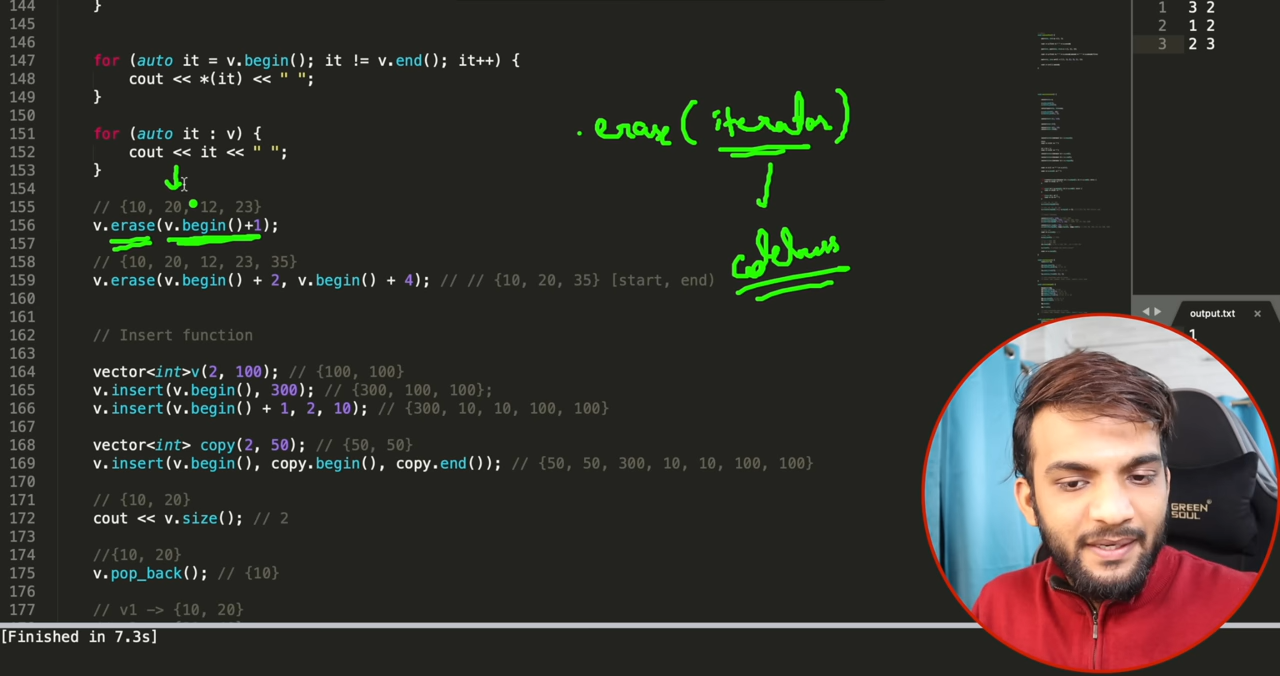 144 }
145
146
147 for (auto it = v.begin(); it != v.end(); it++) {
148 cout << *(it) << " ";
149 }
150
151 for (auto it : v) {
152 cout << it << " ";
153 }
154
155 // {10, 20, 12, 23}
156 v.erase(v.begin()+1);
157
158 // {10, 20, 12, 23, 35}
159 v.erase(v.begin() + 2, v.begin() + 4); // // {10, 20, 35} [start, end)
160
161
162 // Insert function
163
164 vector<int>v(2, 100); // {100, 100}
165 v.insert(v.begin(), 300); // {300, 100, 100};
166 v.insert(v.begin() + 1, 2, 10); // {300, 10, 10, 100, 100}
167
168 vector<int> copy(2, 50); // {50, 50}
169 v.insert(v.begin(), copy.begin(), copy.end()); // {50, 50, 300, 10, 10, 100, 100}
170
171 // {10, 20}
172 cout << v.size(); // 2
173
174 //{10, 20}
175 v.pop_back(); // {10}
176
177 // v1 -> {10, 20}
.erase(iterator)
1 3 2
2 1 2
3 2 3
output.txt ×
1
GREEN
SOUL
[Finished in 7.3s]